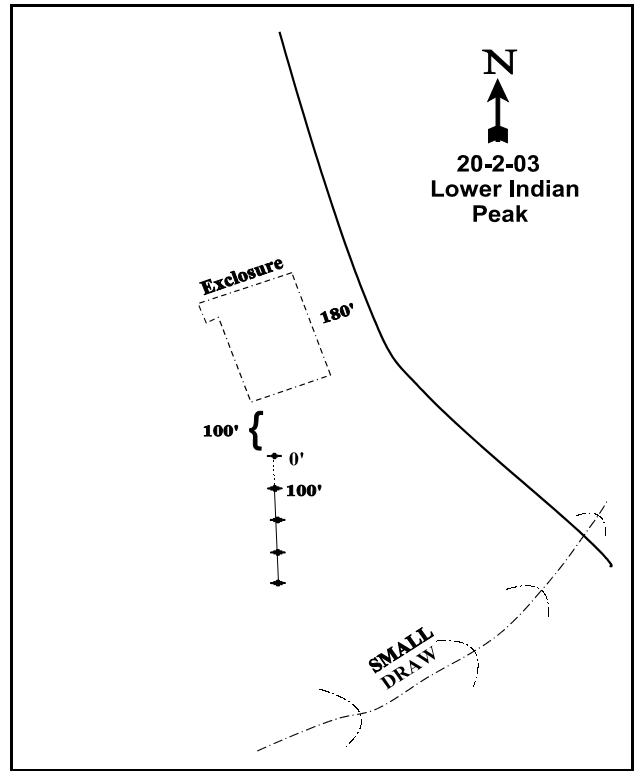 N
20-2-03
Lower Indian
Peak
Exclosure
180'
100'
0'
100'
SMALL
DRAW